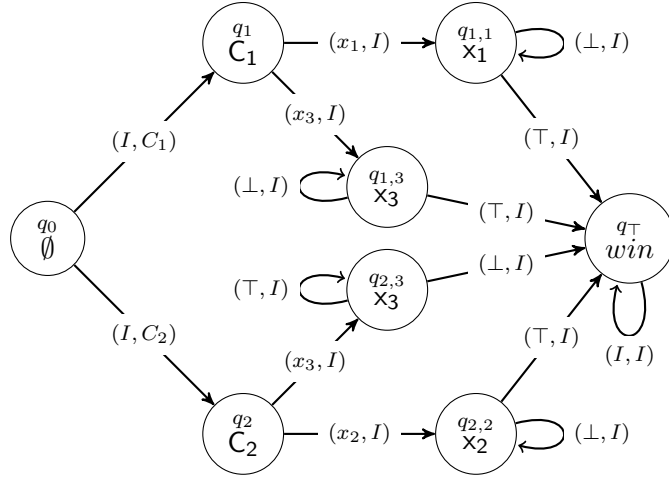 q₁
C₁
(x₁, I)
q₁,₁
x₁
(⊥, I)
(x₃, I)
(I, C₁)
(⊤, I)
(⊥, I)
q₁,₃
x₃
(⊤, I)
q₀
∅
q⊤
win
(⊤, I)
q₂,₃
x₃
(⊥, I)
(I, I)
(I, C₂)
(x₃, I)
(⊤, I)
q₂
C₂
(x₂, I)
q₂,₂
x₂
(⊥, I)